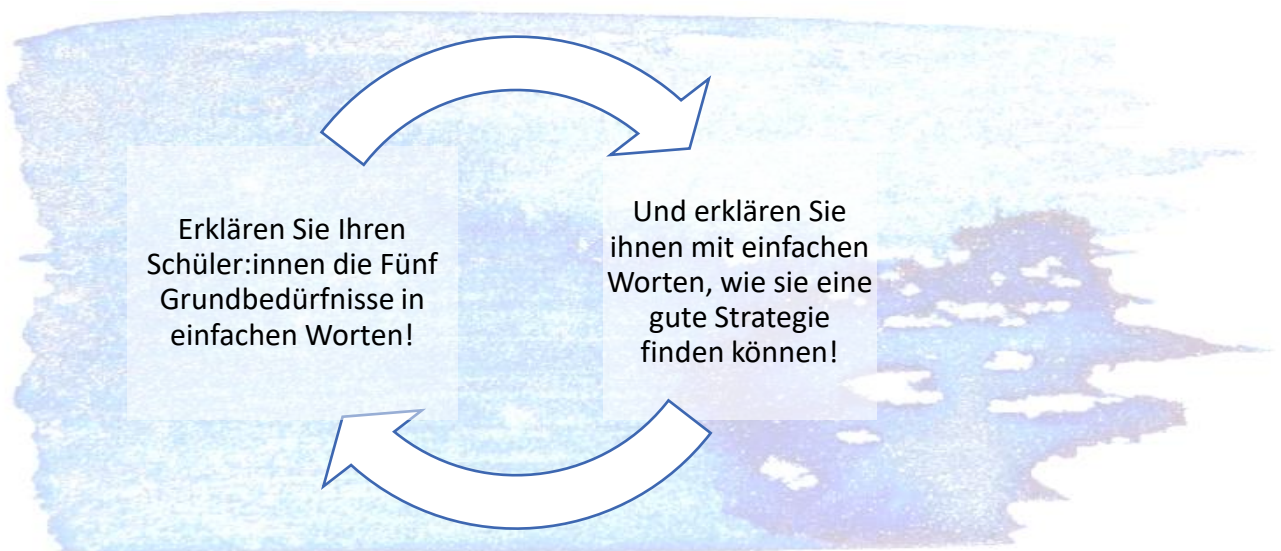 Erklären Sie Ihren
Schüler:innen die Fünf
Grundbedürfnisse in
einfachen Worten!
Und erklären Sie
ihnen mit einfachen
Worten, wie sie eine
gute Strategie
finden können!